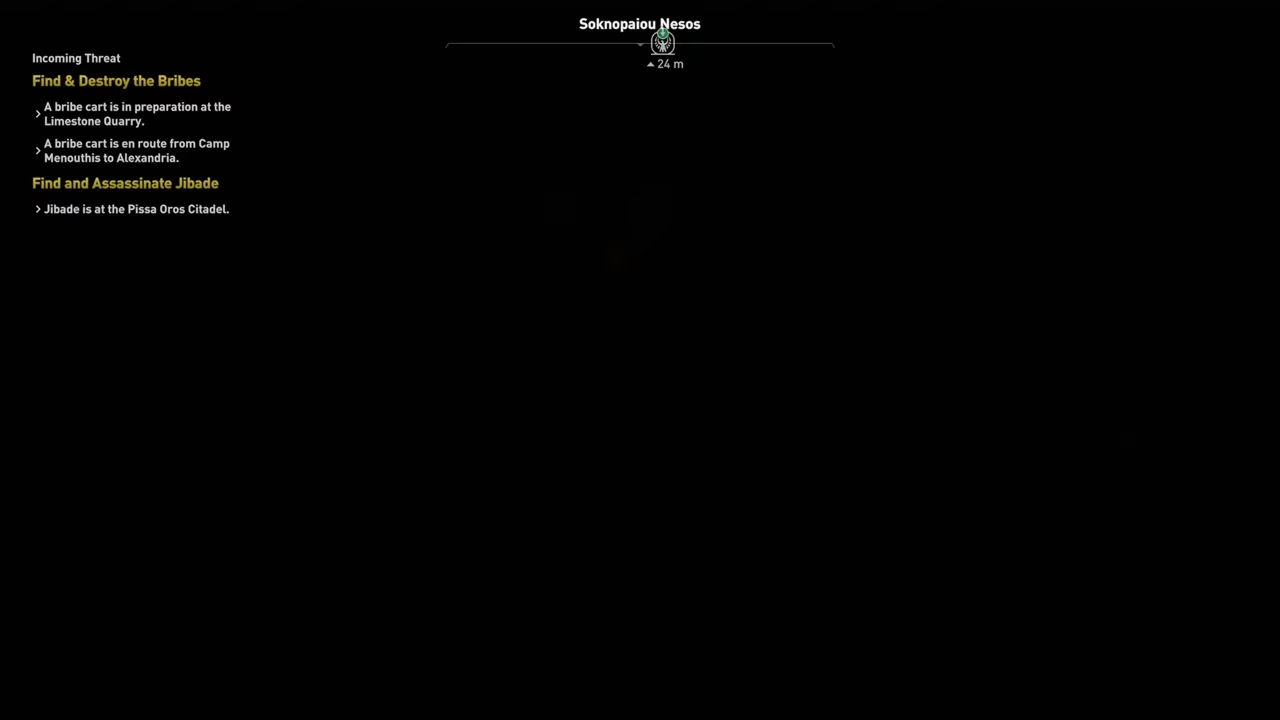 Soknopaiou Nesos
24 m
Incoming Threat
Find & Destroy the Bribes
A bribe cart is in preparation at the
Limestone Quarry.
A bribe cart is en route from Camp
Menouthis to Alexandria.
Find and Assassinate Jibade
Jibade is at the Pissa Oros Citadel.